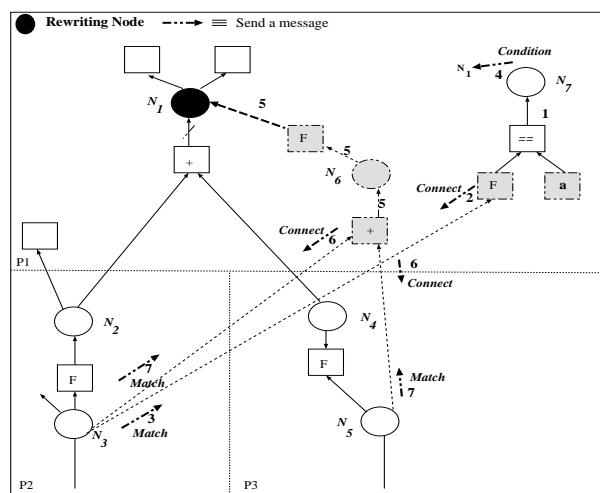 Rewriting Node ≡ Send a message
Condition
N1 4
N7
N1
5
1
F
5
==
+
N6
Connect
2
F
a
5
Connect
6
+
P1
6
Connect
N2
N4
F
7
Match
F
Match
7
3
Match
N3
N5
P2
P3